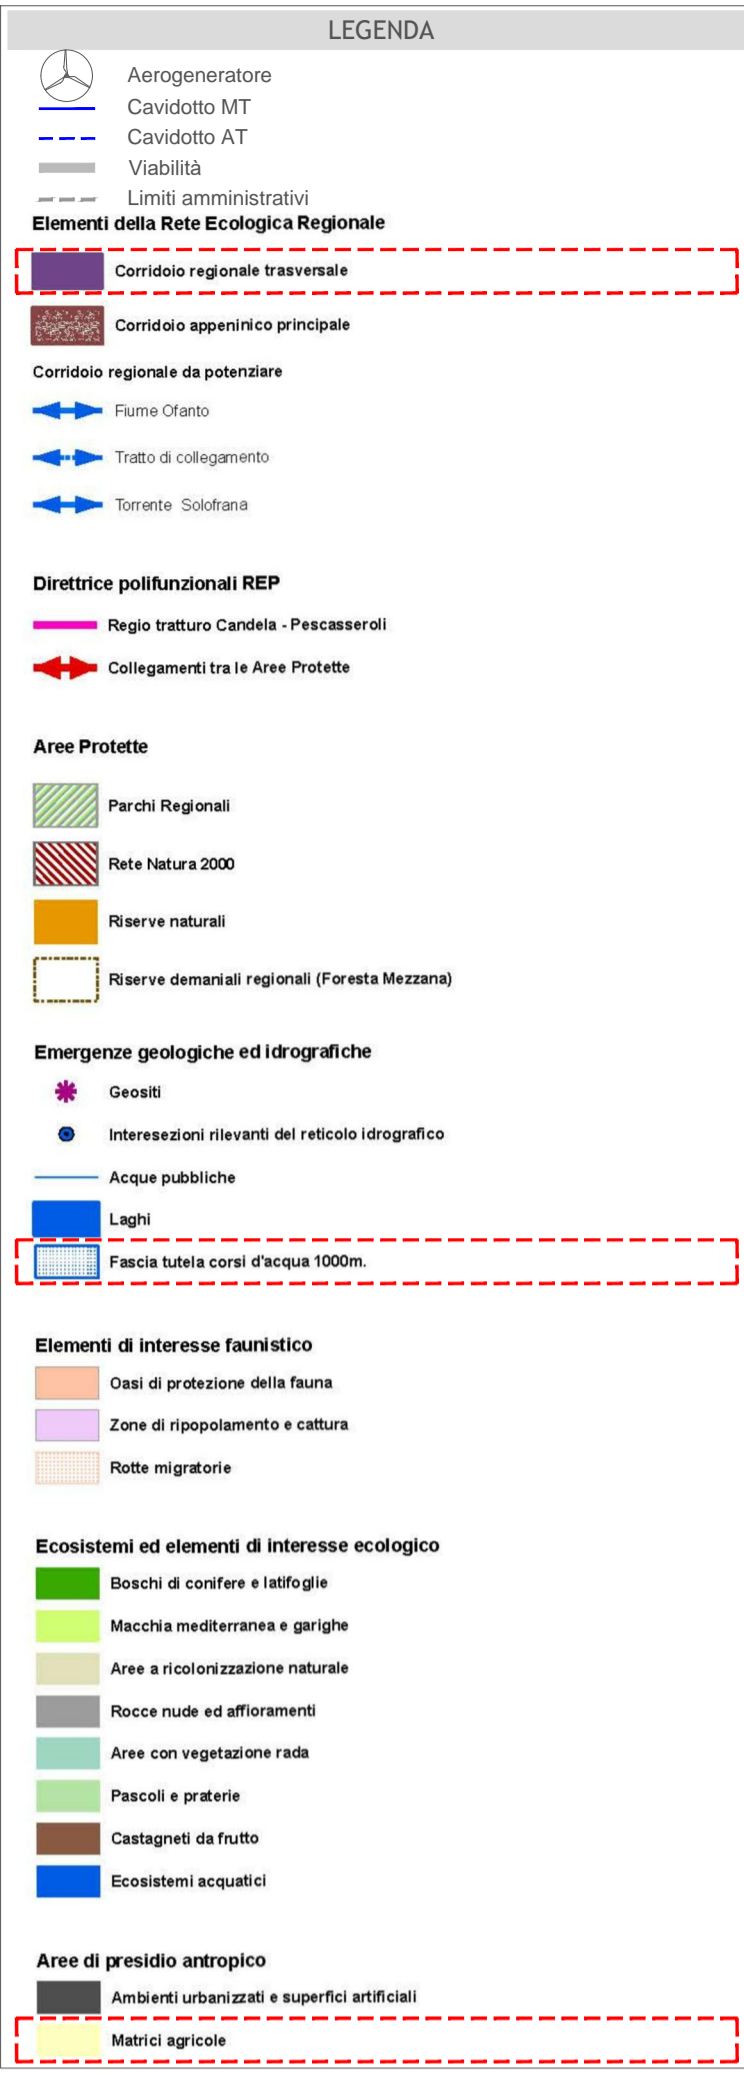 LEGENDA
Aerogeneratore
Cavidotto MT
Cavidotto AT
Viabilità
Limiti amministrativi
Elementi della Rete Ecologica Regionale
Corridoio regionale trasversale
Corridoio appeninico principale
Corridoio regionale da potenziare
Fiume Ofanto
Tratto di collegamento
Torrente Solofrana
Direttrice polifunzionali REP
Regio tratturo Candela - Pescasseroli
Collegamenti tra le Aree Protette
Aree Protette
Parchi Regionali
Rete Natura 2000
Riserve naturali
Riserve demaniali regionali (Foresta Mezzana)
Emergenze geologiche ed idrografiche
Geositi
Interesezioni rilevanti del reticolo idrografico
Acque pubbliche
Laghi
Fascia tutela corsi d'acqua 1000m.
Elementi di interesse faunistico
Oasi di protezione della fauna
Zone di ripopolamento e cattura
Rotte migratorie
Ecosistemi ed elementi di interesse ecologico
Boschi di conifere e latifoglie
Macchia mediterranea e garighe
Aree a ricolonizzazione naturale
Rocce nude ed affioramenti
Aree con vegetazione rada
Pascoli e praterie
Castagneti da frutto
Ecosistemi acquatici
Aree di presidio antropico
Ambienti urbanizzati e superfici artificiali
Matrici agricole